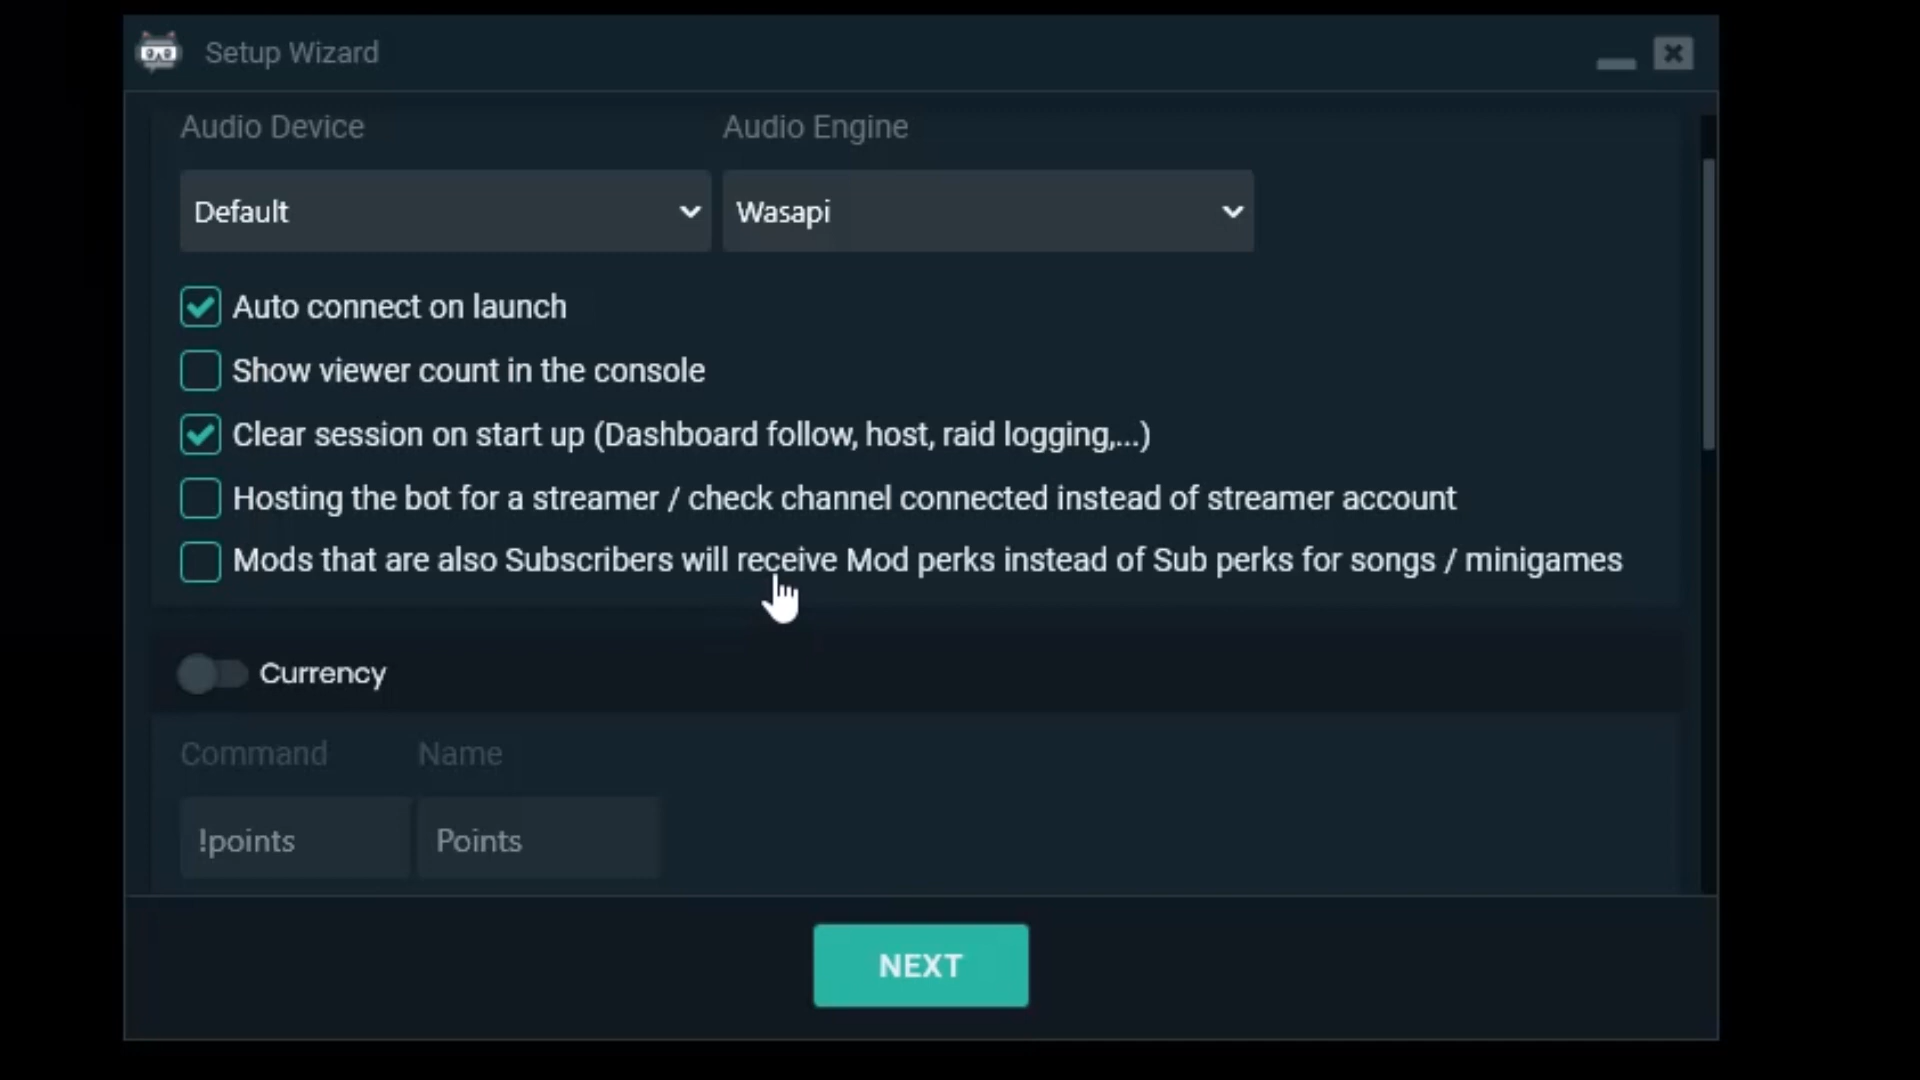 Setup Wizard
Audio Device Audio Engine
Default Wasapi
Auto connect on launch
Show viewer count in the console
Clear session on start up (Dashboard follow, host, raid logging,...)
Hosting the bot for a streamer / check channel connected instead of streamer account
Mods that are also Subscribers will receive Mod perks instead of Sub perks for songs / minigames
Currency
Command Name
!points Points
NEXT